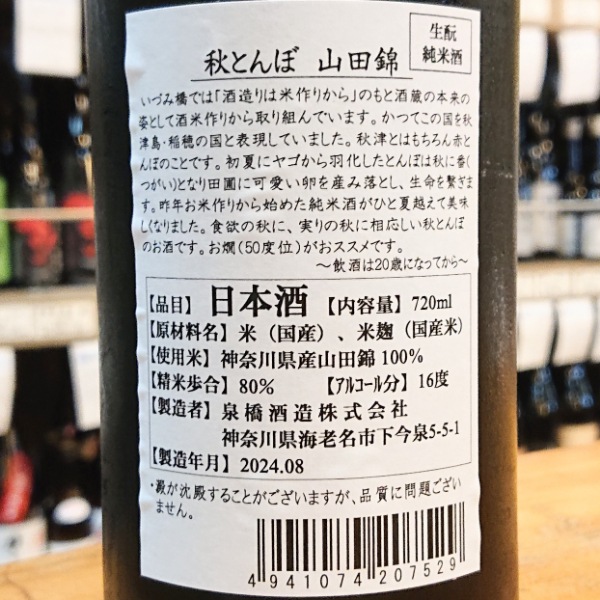 生酛
純米酒
秋とんぼ 山田錦
いづみ橋では「酒造りは米作りから」のもと酒蔵の本来の
姿として酒米作りから取り組んでいます。かつてこの国を秋
津島・稲穂の国と表現していました。秋津とはもちろん赤と
んぼのことです。初夏にヤゴから羽化したとんぼは秋に番(
つがい)となり田圃に可愛い卵を産み落とし、生命を繋ぎま
す。昨年お米作りから始めた純米酒がひと夏越えて美味
しくなりました。食欲の秋に、実りの秋に相応しい秋とんぼ
のお酒です。お燗(50度位)がおススメです。
〜飲酒は20歳になってから〜
【品目】 日本酒 【内容量】 720ml
【原材料名】 米（国産）、米麹（国産米）
【使用米】 神奈川県産山田錦 100%
【精米歩合】 80% 【アルコール分】 16度
【製造者】 泉橋酒造株式会社
神奈川県海老名市下今泉5-5-1
【製造年月】 2024.08
・澱が沈殿することがございますが、品質に問題ござい
ません。
4 941074 207529